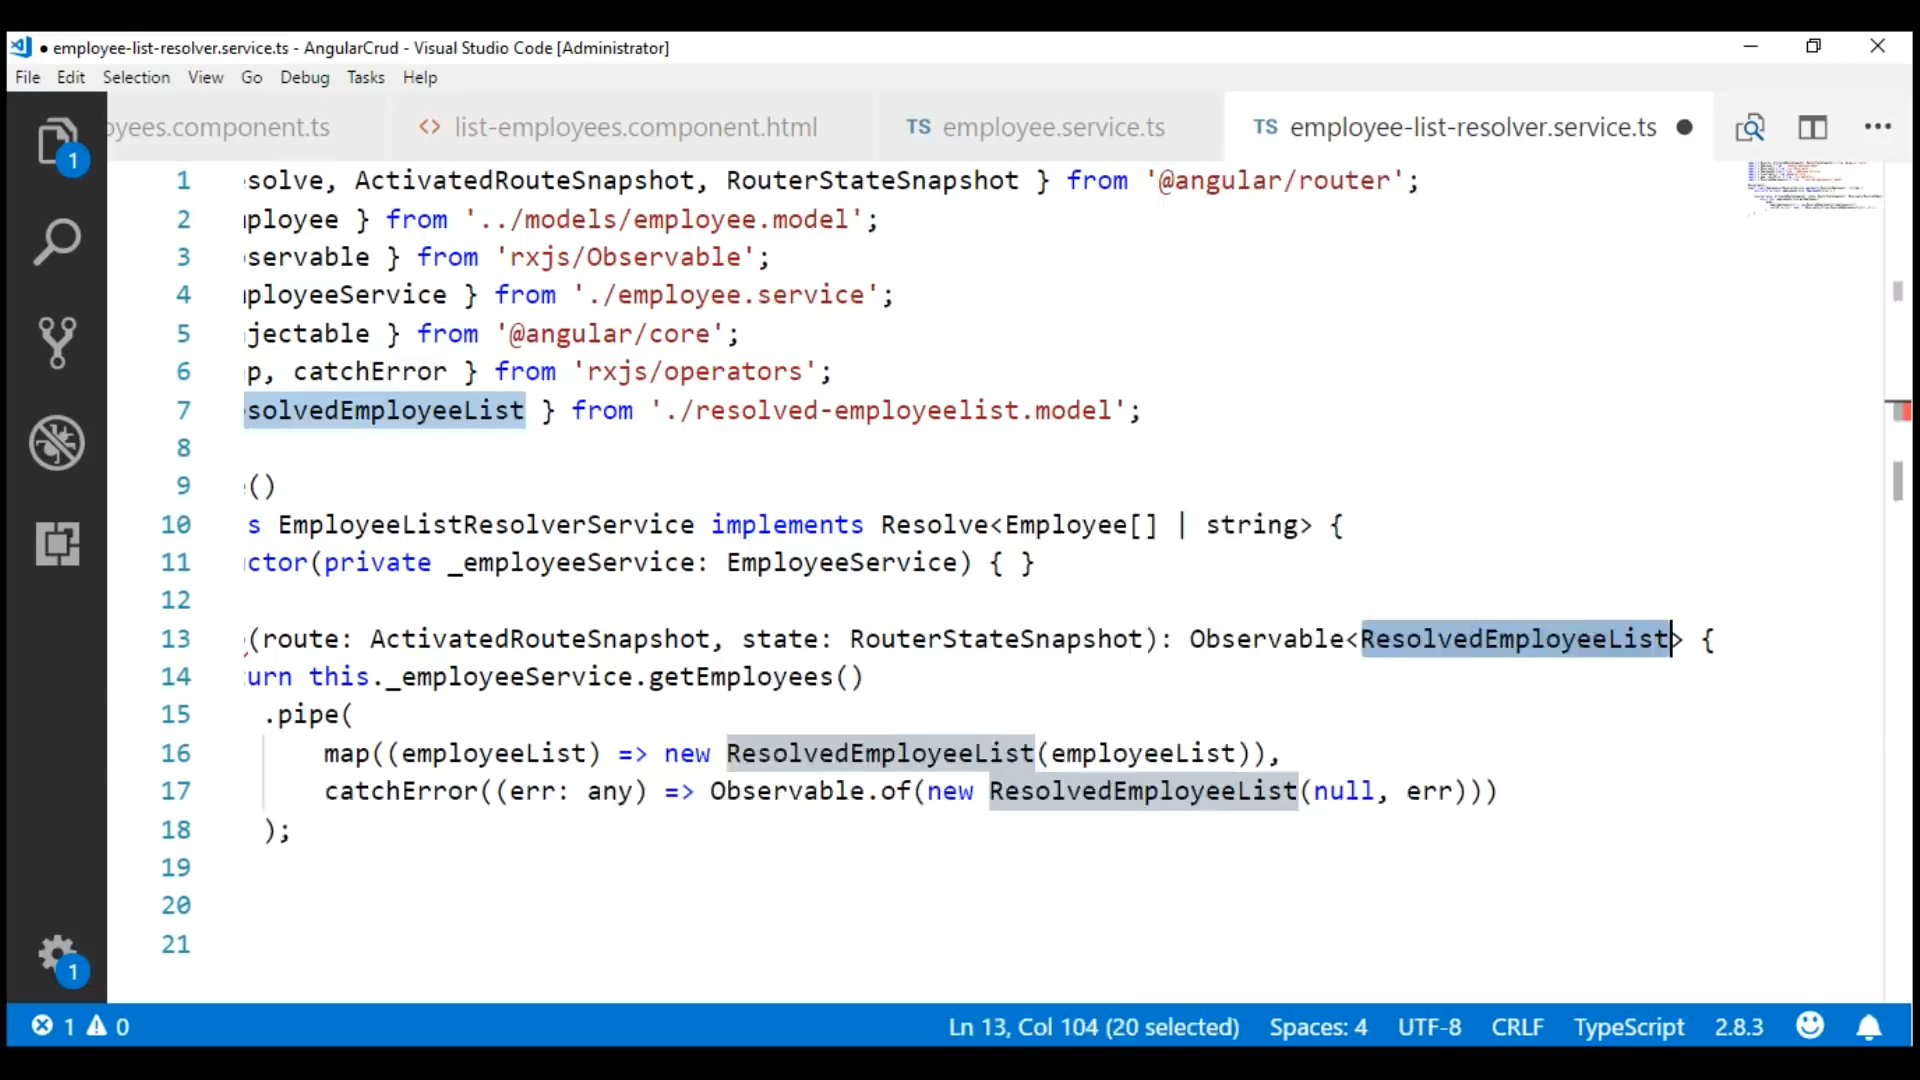 ● employee-list-resolver.service.ts - AngularCrud - Visual Studio Code [Administrator]
File Edit Selection View Go Debug Tasks Help
oyees.component.ts <> list-employees.component.html TS employee.service.ts TS employee-list-resolver.service.ts ●
1 solve, ActivatedRouteSnapshot, RouterStateSnapshot } from '@angular/router';
2 mployee } from '../models/employee.model';
3 servable } from 'rxjs/Observable';
4 mployeeService } from './employee.service';
5 jectable } from '@angular/core';
6 p, catchError } from 'rxjs/operators';
7 solvedEmployeeList } from './resolved-employeelist.model';
8
9 ()
10 s EmployeeListResolverService implements Resolve<Employee[] | string> {
11 ctor(private _employeeService: EmployeeService) { }
12
13 (route: ActivatedRouteSnapshot, state: RouterStateSnapshot): Observable<ResolvedEmployeeList> {
14 urn this._employeeService.getEmployees()
15 .pipe(
16 map((employeeList) => new ResolvedEmployeeList(employeeList)),
17 catchError((err: any) => Observable.of(new ResolvedEmployeeList(null, err)))
18 );
19
20
21
1
1
1 0 Ln 13, Col 104 (20 selected) Spaces: 4 UTF-8 CRLF TypeScript 2.8.3